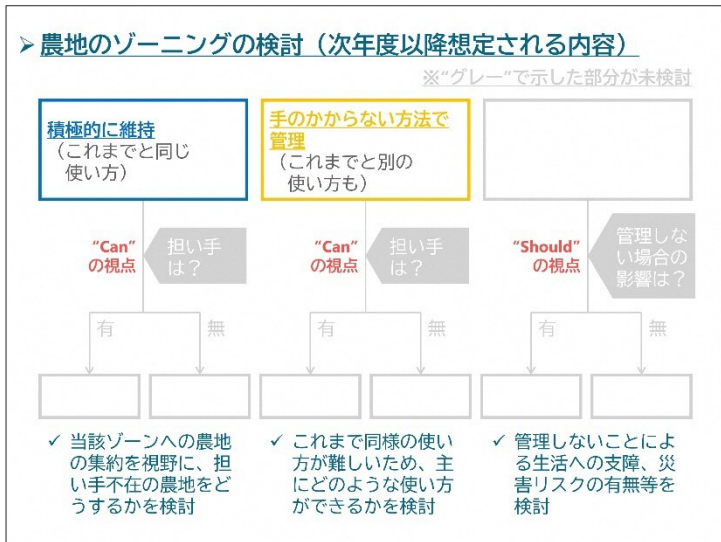 ➢ 農地のゾーニングの検討（次年度以降想定される内容）
※“グレー”で示した部分が未検討
積極的に維持
（これまでと同じ
使い方）
手のかからない方法で
管理
（これまでと別の
使い方も）
“Can”
の視点
担い手
は？
“Can”
の視点
担い手
は？
“Should”
の視点
管理しな
い場合の
影響は？
有
無
有
無
有
無
✓ 当該ゾーンへの農地
の集約を視野に、担
い手不在の農地をど
うするかを検討
✓ これまで同様の使い
方が難しいため、主
にどのような使い方
ができるかを検討
✓ 管理しないことによ
る生活への支障、災
害リスクの有無等を
検討